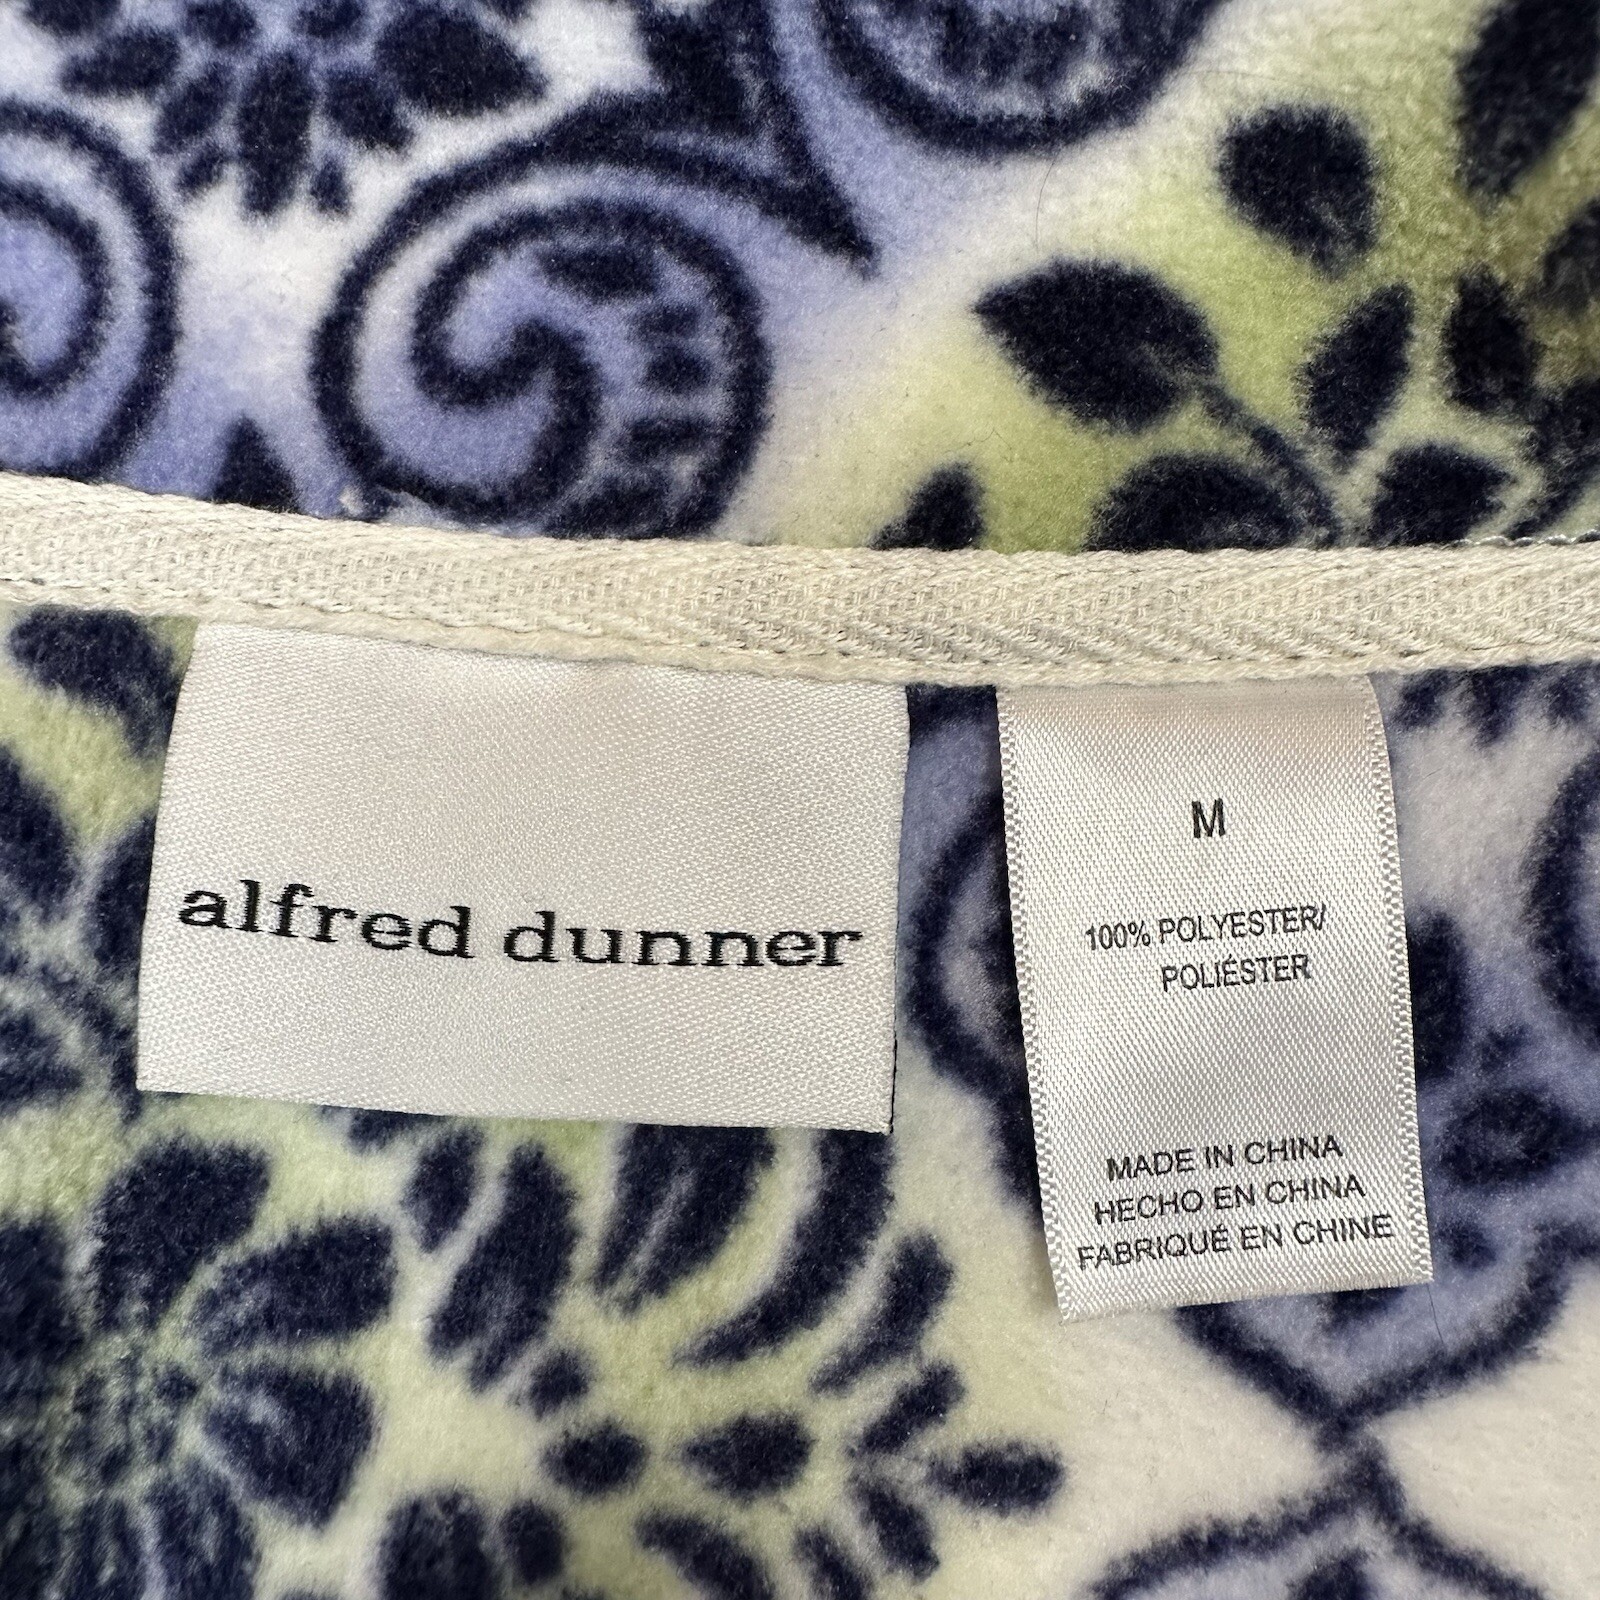 alfred dunner
M
100% POLYESTER/
POLIÉSTER
MADE IN CHINA
HECHO EN CHINA
FABRIQUÉ EN CHINE